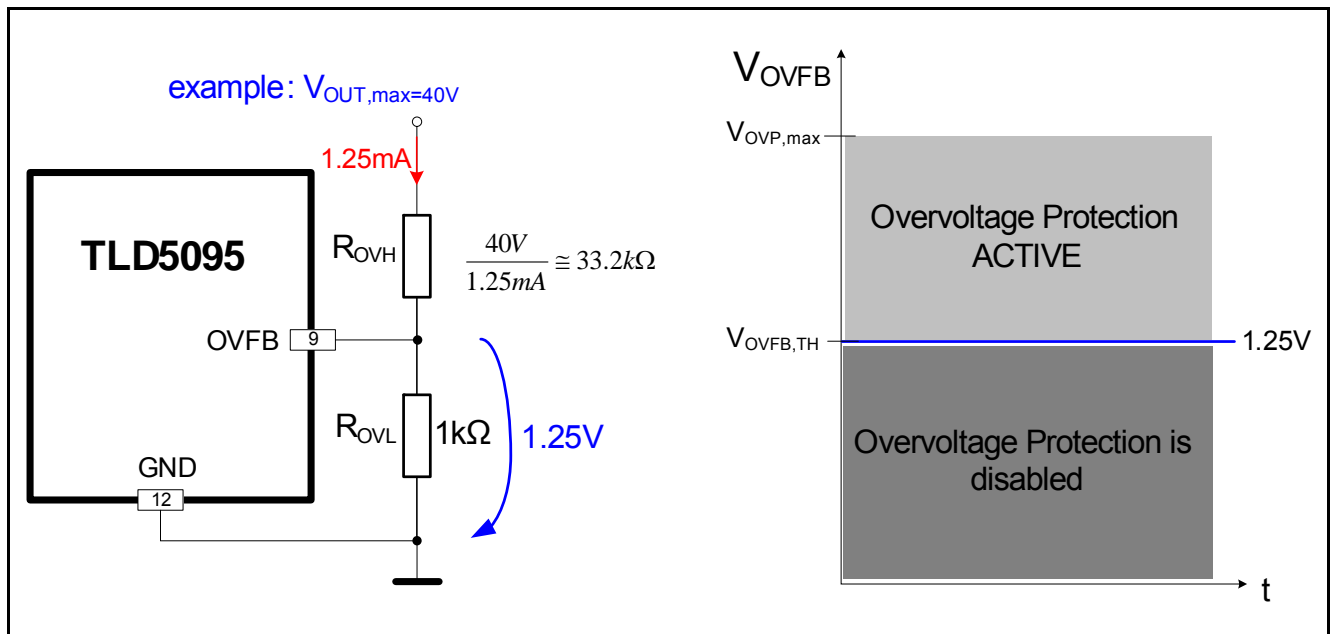 example: VOUT,max=40V
1.25mA
TLD5095
ROVH
40V
1.25mA
≅ 33.2kΩ
OVFB
9
ROVL
1kΩ
1.25V
GND
12
VOVFB
VOVP,max
Overvoltage Protection
ACTIVE
VOVFB,TH
1.25V
Overvoltage Protection is
disabled
t